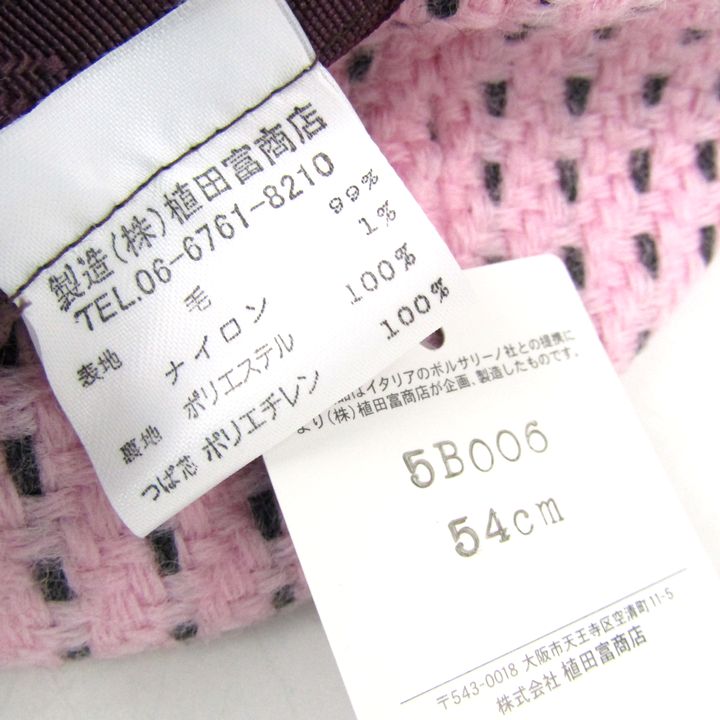 製造(株)植田富商店
TEL.06-6761-8210
表地 毛 99%
ナイロン 1%
裏地 ポリエステル 100%
つば芯 ポリエチレン 100%
品はイタリアのボルサリーノ社との提携に
より(株)植田富商店が企画、製造したものです。
5B006
54cm
〒543-0018 大阪市天王寺区空清町11-5
株式会社 植田富商店